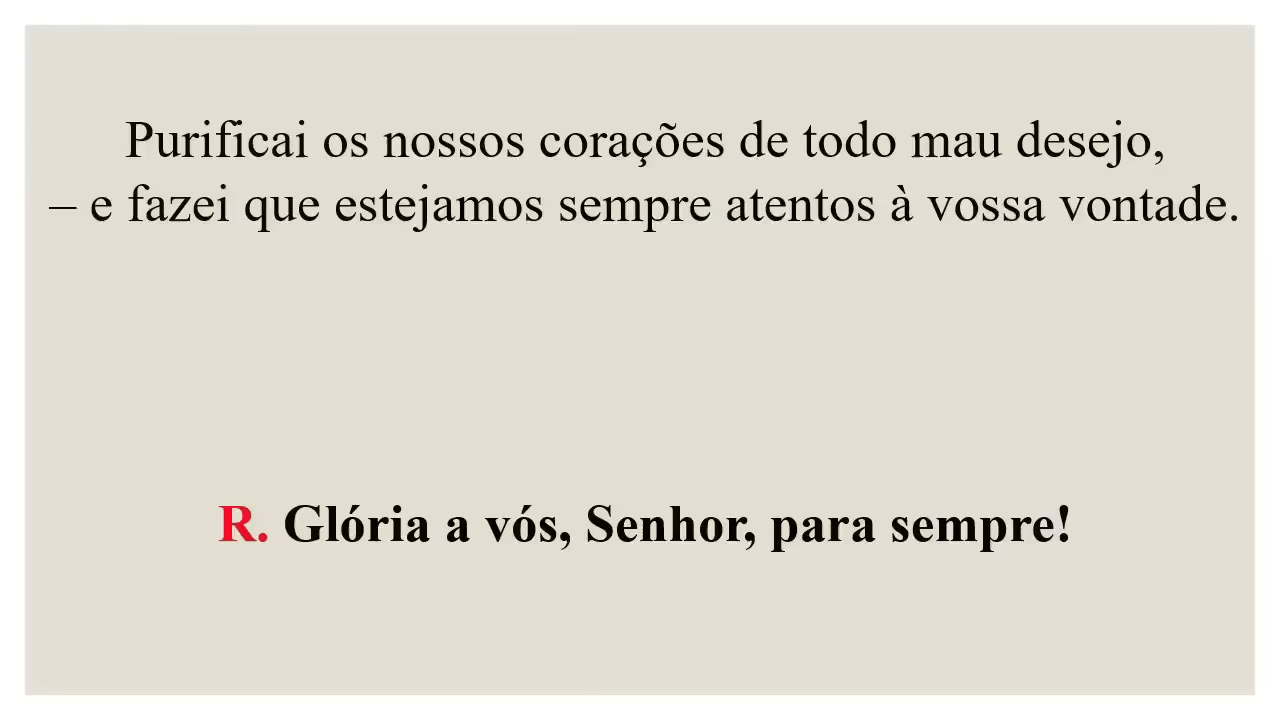 Purificai os nossos corações de todo mau desejo,
– e fazei que estejamos sempre atentos à vossa vontade.
R. Glória a vós, Senhor, para sempre!